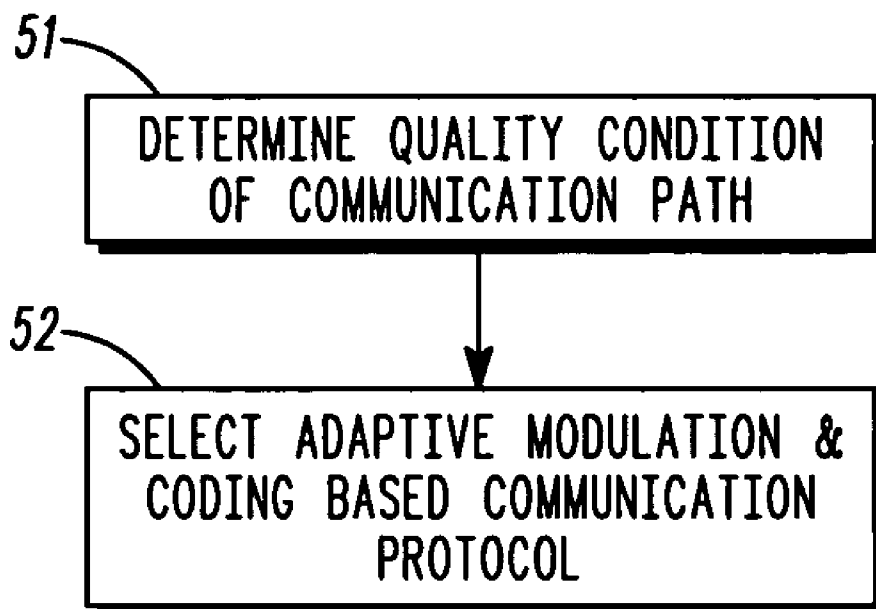 51
DETERMINE QUALITY CONDITION
OF COMMUNICATION PATH
52
SELECT ADAPTIVE MODULATION &
CODING BASED COMMUNICATION
PROTOCOL